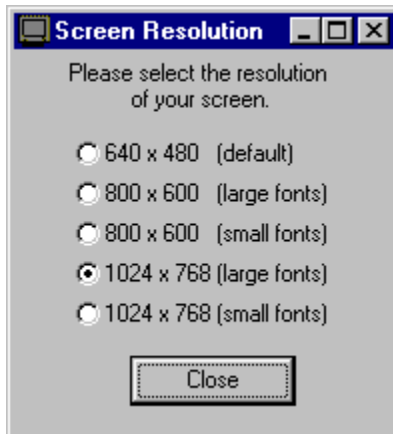 Screen Resolution
Please select the resolution
of your screen.
640 x 480 (default)
800 x 600 (large fonts)
800 x 600 (small fonts)
1024 x 768 (large fonts)
1024 x 768 (small fonts)
Close